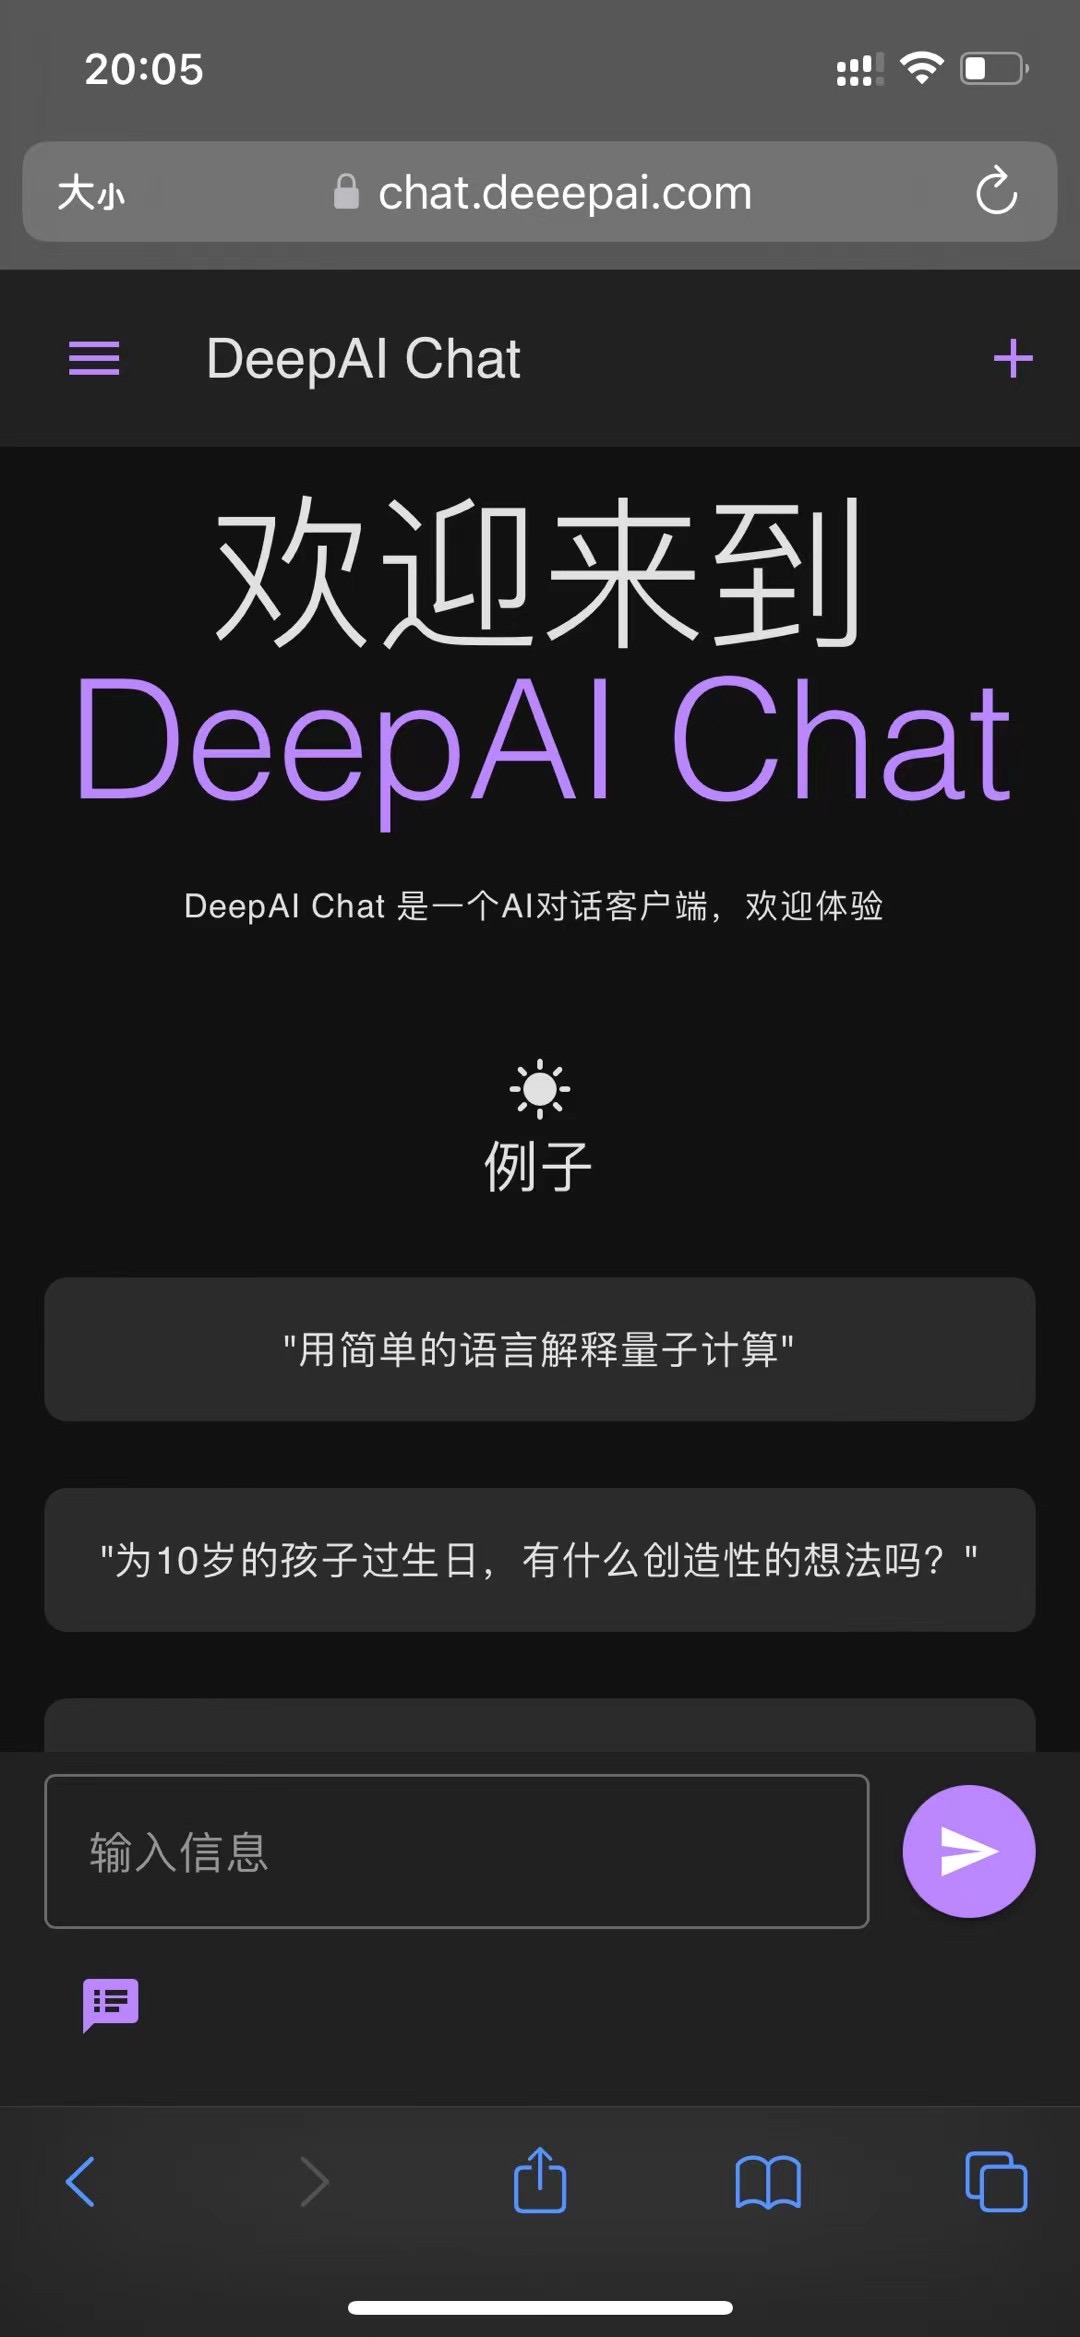 20:05
大小 chat.deeepai.com
DeepAI Chat
欢迎来到
DeepAI Chat
DeepAI Chat 是一个AI对话客户端，欢迎体验
例子
"用简单的语言解释量子计算"
"为10岁的孩子过生日，有什么创造性的想法吗？"
输入信息